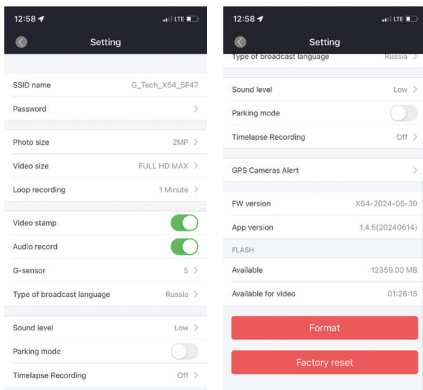 12:58 LTE
Setting
SSID name G_Tech_X54_5F47
Password
Photo size 2MP
Video size FULL HD MAX
Loop recording 1 Minute
Video stamp
Audio record
G-sensor 5
Type of broadcast language Russia
Sound level Low
Parking mode
Timelapse Recording Off
12:58 LTE
Setting
Type of broadcast language Russia
Sound level Low
Parking mode
Timelapse Recording Off
GPS Cameras Alert
FW version X54-2024-05-30
App version 1.4.5(20240614)
FLASH
Available 12359.00 MB
Available for video 01:26:15
Format
Factory reset